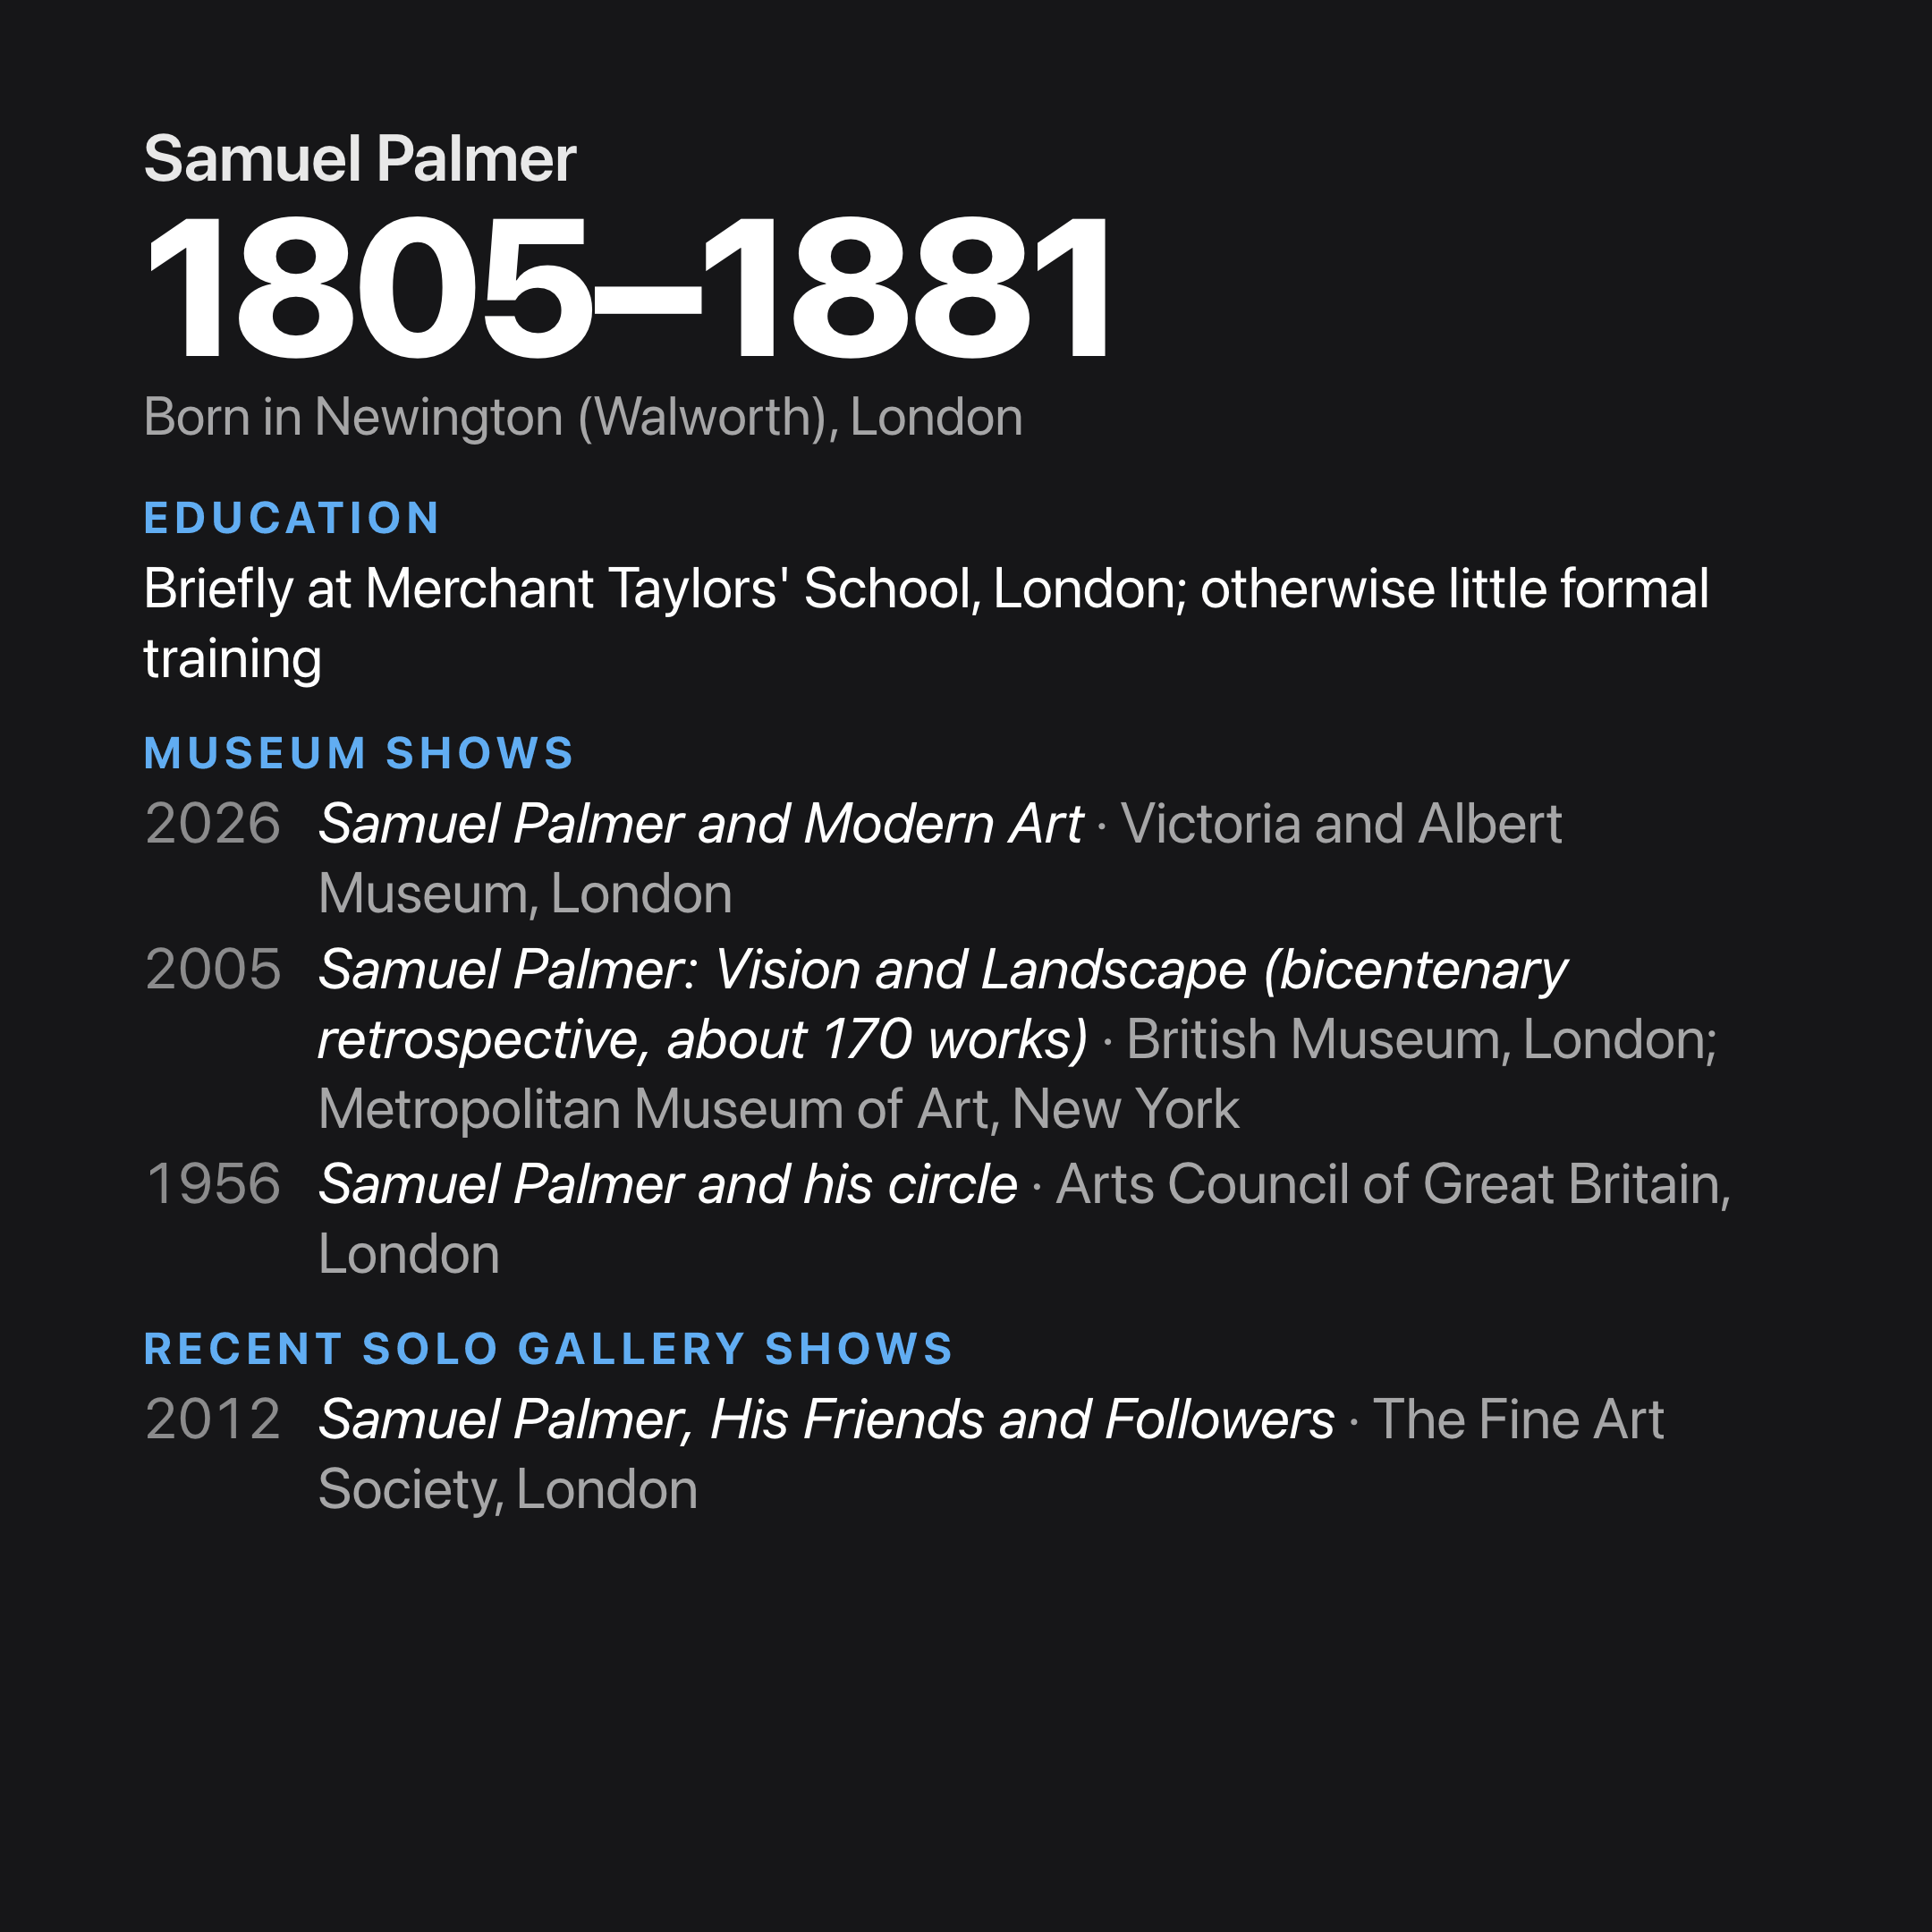 Samuel Palmer
1805–1881
Born in Newington (Walworth), London
EDUCATION
Briefly at Merchant Taylors' School, London; otherwise little formal
training
MUSEUM SHOWS
2026 Samuel Palmer and Modern Art · Victoria and Albert
Museum, London
2005 Samuel Palmer: Vision and Landscape (bicentenary
retrospective, about 170 works) · British Museum, London;
Metropolitan Museum of Art, New York
1956 Samuel Palmer and his circle · Arts Council of Great Britain,
London
RECENT SOLO GALLERY SHOWS
2012 Samuel Palmer, His Friends and Followers · The Fine Art
Society, London